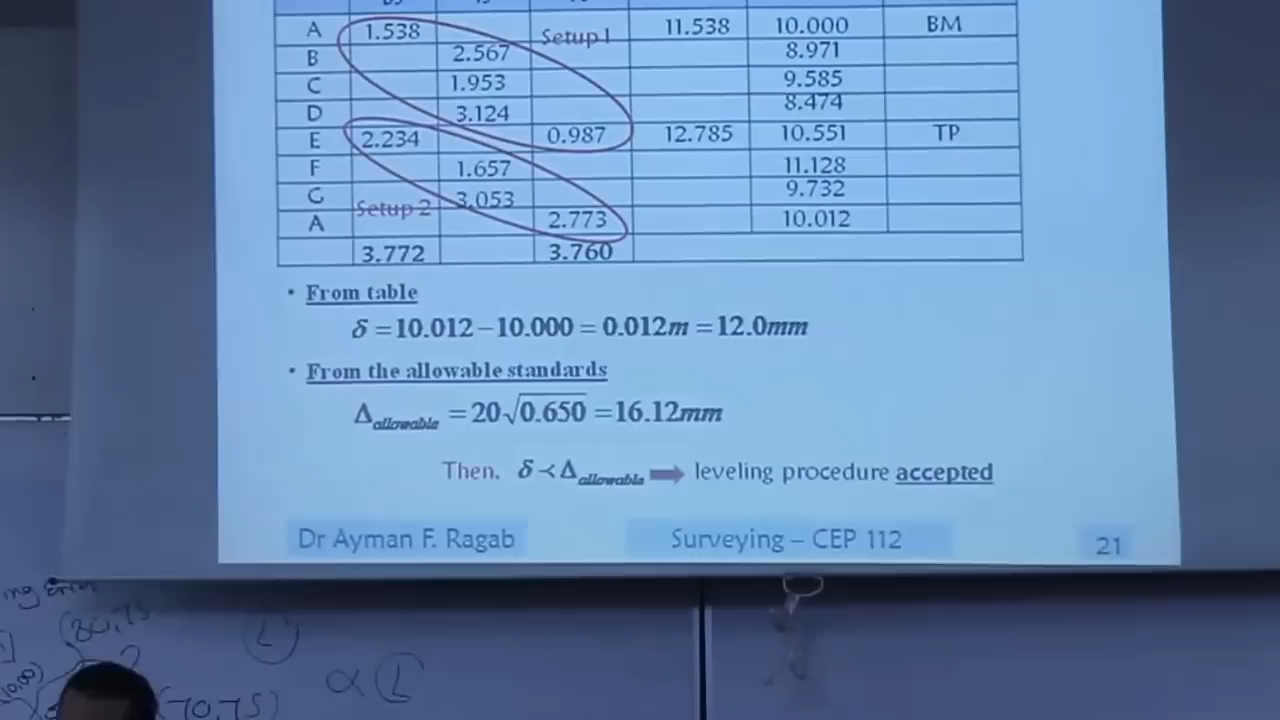 A 1.538 Setup 1 11.538 10.000 BM
B 2.567 8.971
C 1.953 9.585
D 3.124 8.474
E 2.234 0.987 12.785 10.551 TP
F 1.657 11.128
G 3.053 9.732
Setup 2
A 2.773 10.012
3.772 3.760
• From table
δ = 10.012 – 10.000 = 0.012m = 12.0mm
• From the allowable standards
Δallowable = 20√0.650 = 16.12mm
Then. δ ≺ Δallowable ➡ leveling procedure accepted
Dr Ayman F. Ragab Surveying – CEP 112 21
(80,75
L
∝ L
(70,75)